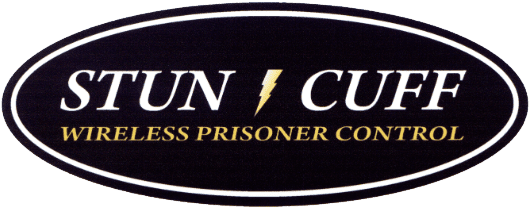 STUN CUFF
WIRELESS PRISONER CONTROL